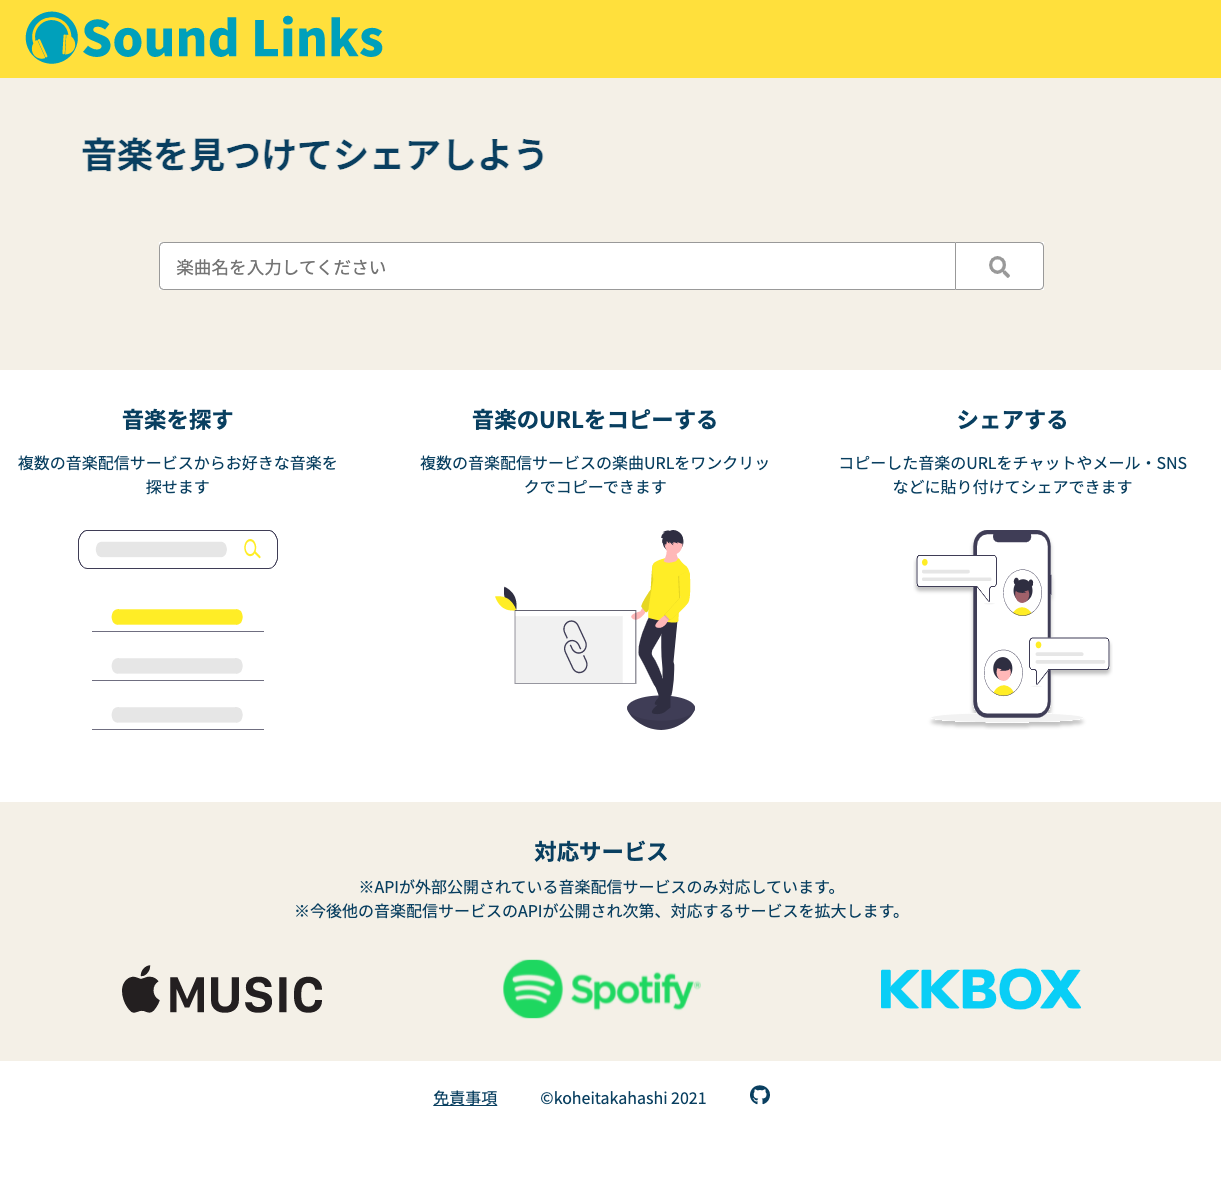 Sound Links
音楽を見つけてシェアしよう
楽曲名を入力してください
音楽を探す
複数の音楽配信サービスからお好きな音楽を
探せます
音楽のURLをコピーする
複数の音楽配信サービスの楽曲URLをワンクリッ
クでコピーできます
シェアする
コピーした音楽のURLをチャットやメール・SNS
などに貼り付けてシェアできます
対応サービス
※APIが外部公開されている音楽配信サービスのみ対応しています。
※今後他の音楽配信サービスのAPIが公開され次第、対応するサービスを拡大します。
MUSIC
Spotify®
KKBOX
免責事項
©koheitakahashi 2021